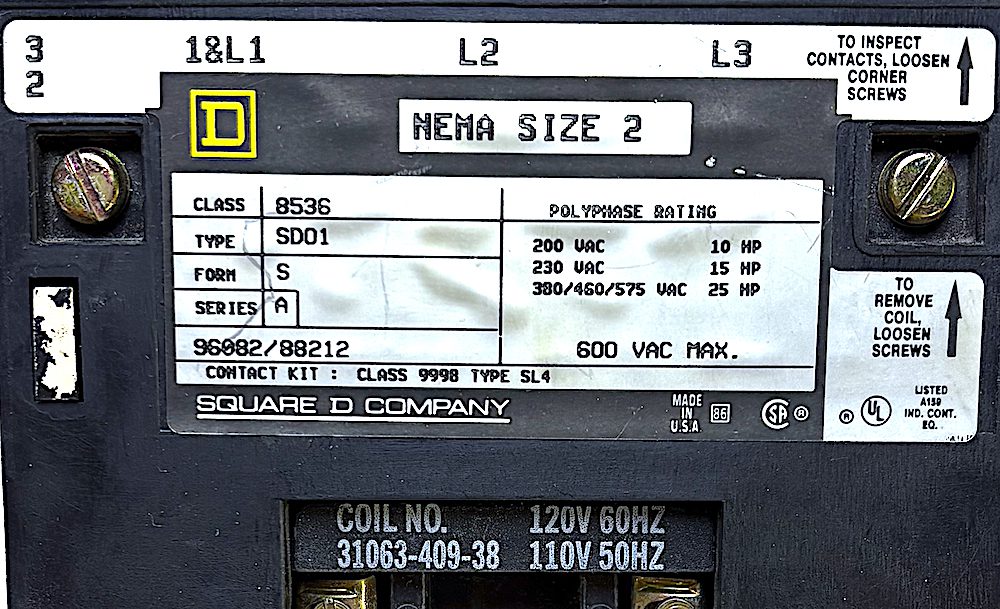 3 1&L1 L2 L3
2
TO INSPECT
CONTACTS, LOOSEN
CORNER
SCREWS
D
NEMA SIZE 2
CLASS 8536
TYPE SDO1
FORM S
SERIES A
96082/88212
POLYPHASE RATING
200 VAC 10 HP
230 VAC 15 HP
380/460/575 VAC 25 HP
600 VAC MAX.
CONTACT KIT : CLASS 9998 TYPE SL4
SQUARE D COMPANY
MADE
IN
U.S.A.
86
SA ®
TO
REMOVE
COIL,
LOOSEN
SCREWS
® UL
LISTED
A159
IND. CONT.
EQ.
COIL NO. 120V 60HZ
31063-409-38 110V 50HZ